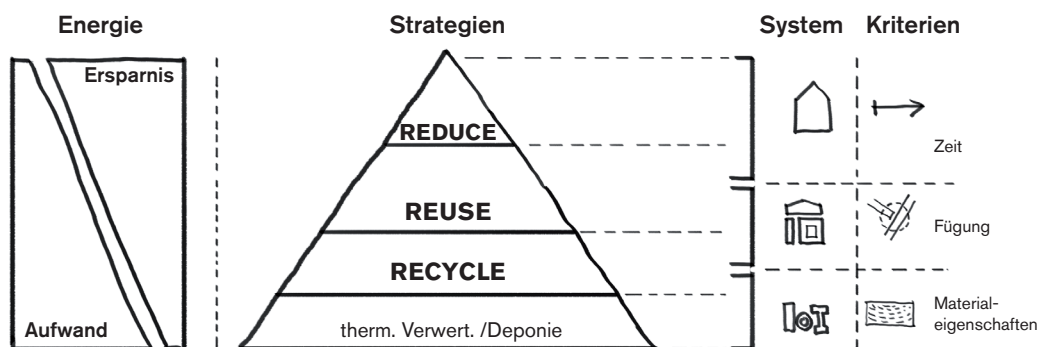 Energie
Strategien
System
Kriterien
Ersparnis
REDUCE
Zeit
REUSE
Fügung
RECYCLE
Aufwand
therm. Verwert. /Deponie
Material-
eigenschaften